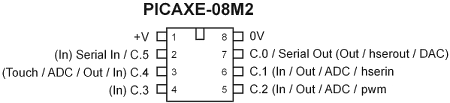 PICAXE-08M2
+V 1 8 0V
(In) Serial In / C.5 2 7 C.0 / Serial Out (Out / hserout / DAC)
(Touch / ADC / Out / In) C.4 3 6 C.1 (In / Out / ADC / hserin
(In) C.3 4 5 C.2 (In / Out / ADC / pwm